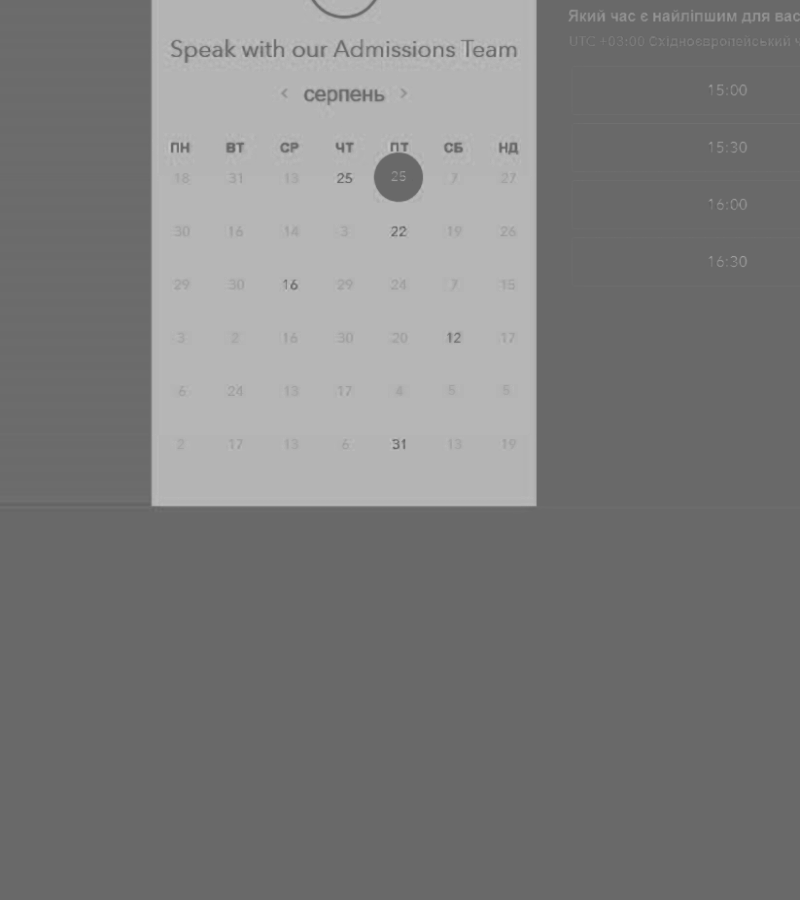 Speak with our Admissions Team
‹ серпень ›
ПН ВТ СР ЧТ ПТ СБ НД
18 31 13 25 25 7 27
30 16 14 3 22 19 26
29 30 16 29 24 7 15
3 2 16 30 20 12 17
6 24 13 17 4 5 5
2 17 13 6 31 13 19
Який час є найліпшим для вас
UTC +03:00 Східноєвропейський ч
15:00
15:30
16:00
16:30